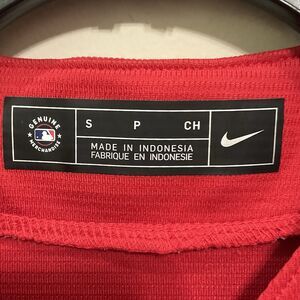 GENUINE
MERCHANDISE
S P CH
MADE IN INDONESIA
FABRIQUE EN INDONESIE